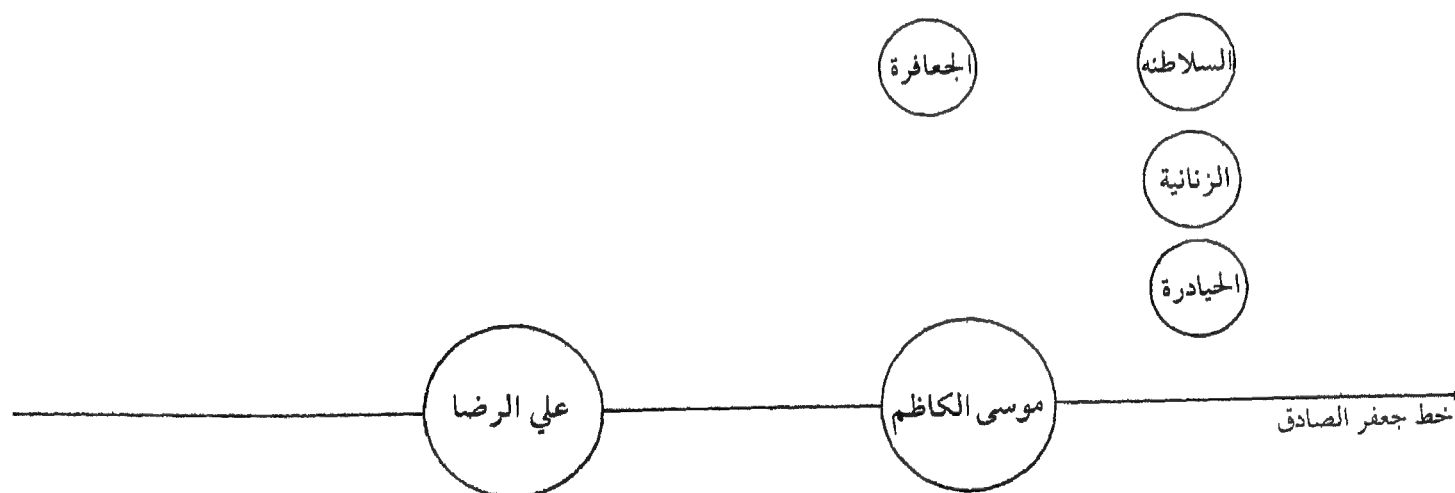 السلاطنه
الجعافرة
الزنانية
الحيادرة
موسى الكاظم
علي الرضا
خط جعفر الصادق